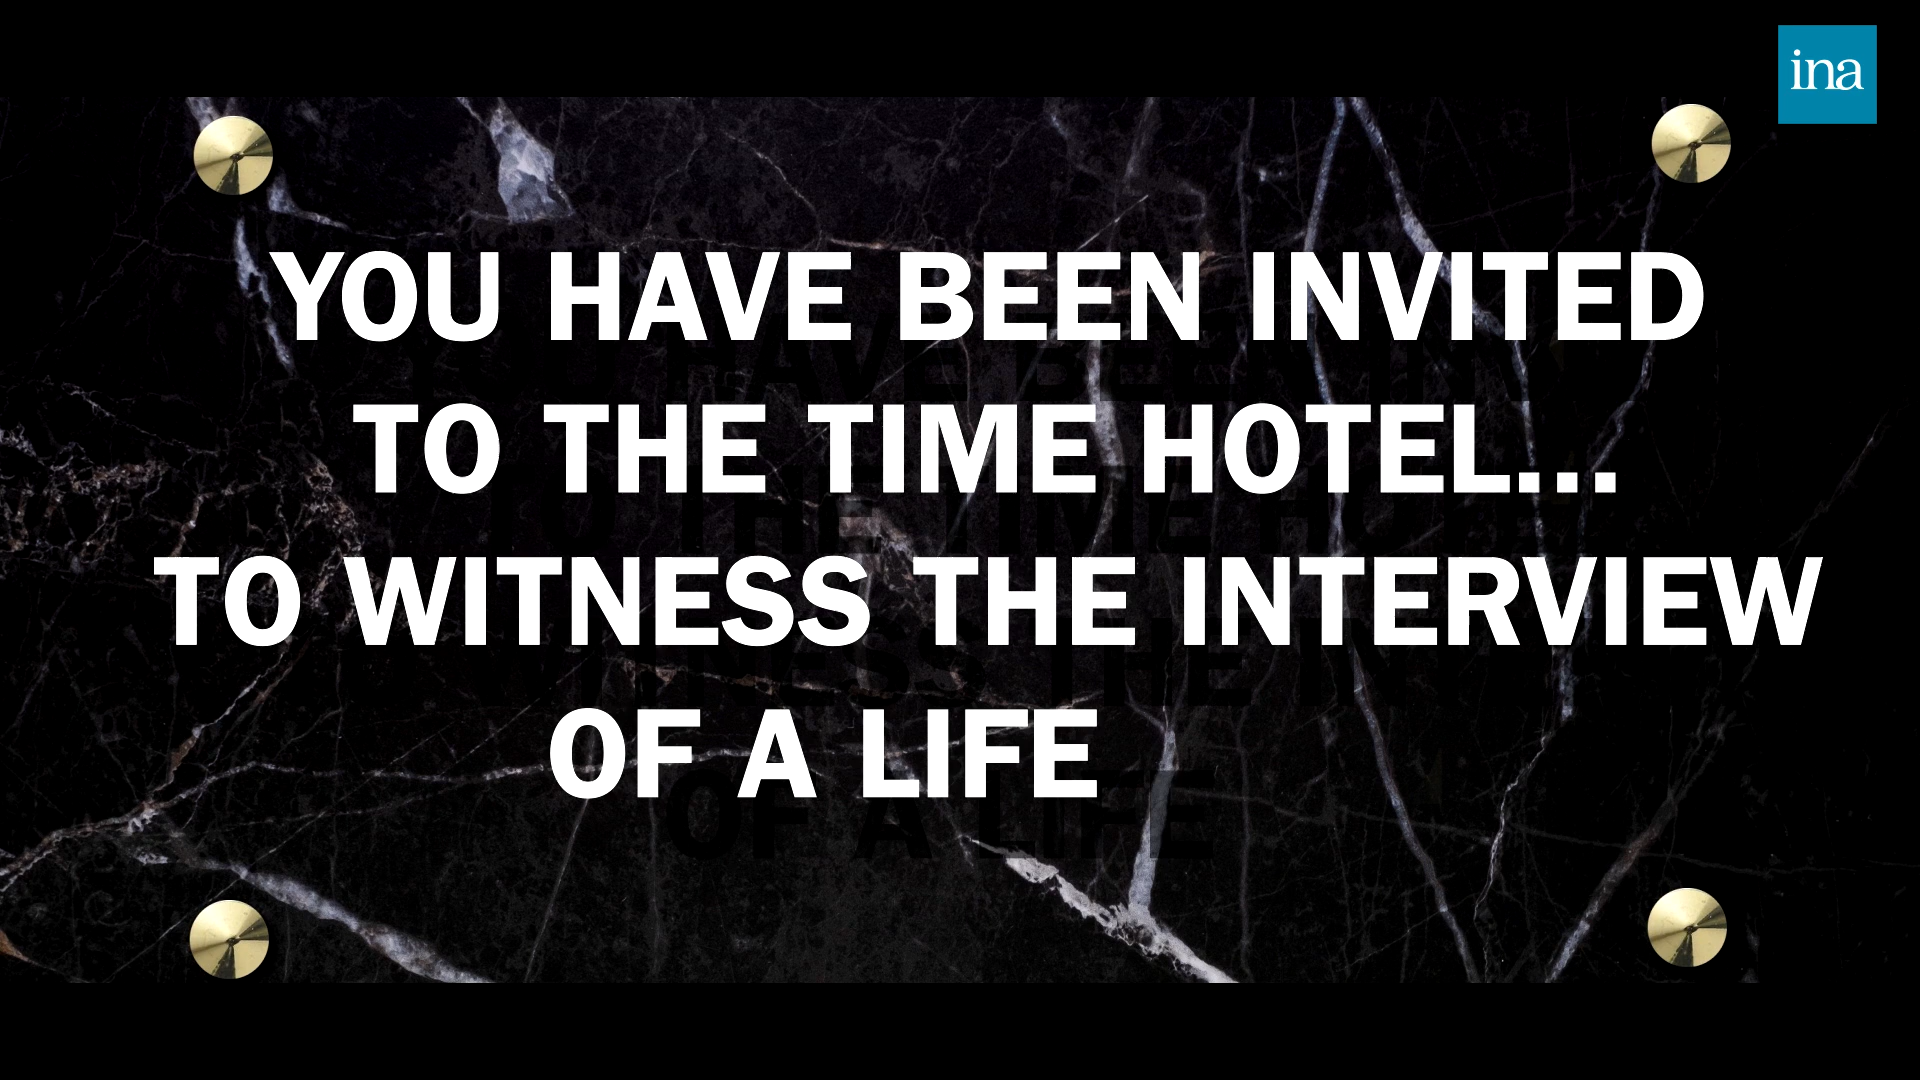 ina
YOU HAVE BEEN INVITED
TO THE TIME HOTEL...
TO WITNESS THE INTERVIEW
OF A LIFE